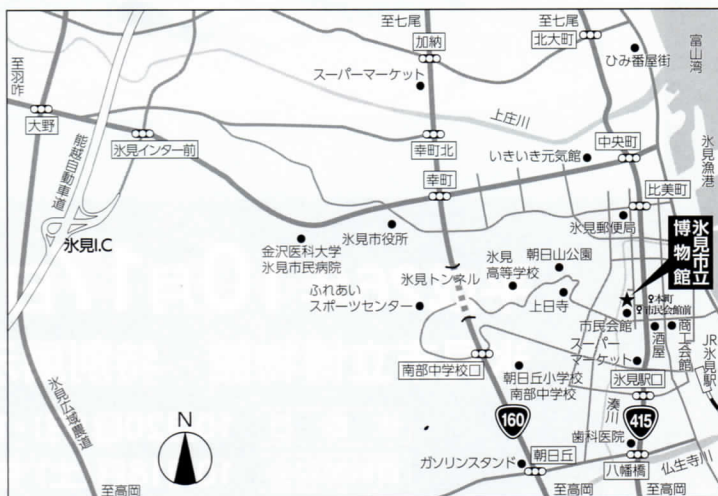 至七尾
至七尾
加納
北大町
ひみ番屋街
富山湾
至羽咋
スーパーマーケット
上庄川
大野
能越自動車道
氷見インター前
幸町北
いきいき元気館
中央町
氷見漁港
幸町
比美町
氷見I.C
金沢医科大学
氷見市民病院
氷見市役所
氷見郵便局
氷見市立
博物館
氷見トンネル
氷見
高等学校
朝日山公園
ふれあい
スポーツセンター
上日寺
本町
市民会館前
市民会館
スーパー
マーケット
酒屋
商工会館
JR氷見駅
南部中学校口
朝日丘小学校
南部中学校
氷見駅口
氷見広域農道
湊川
160
415
歯科医院
N
ガソリンスタンド
朝日丘
八幡橋
仏生寺川
至高岡
至高岡
至高岡